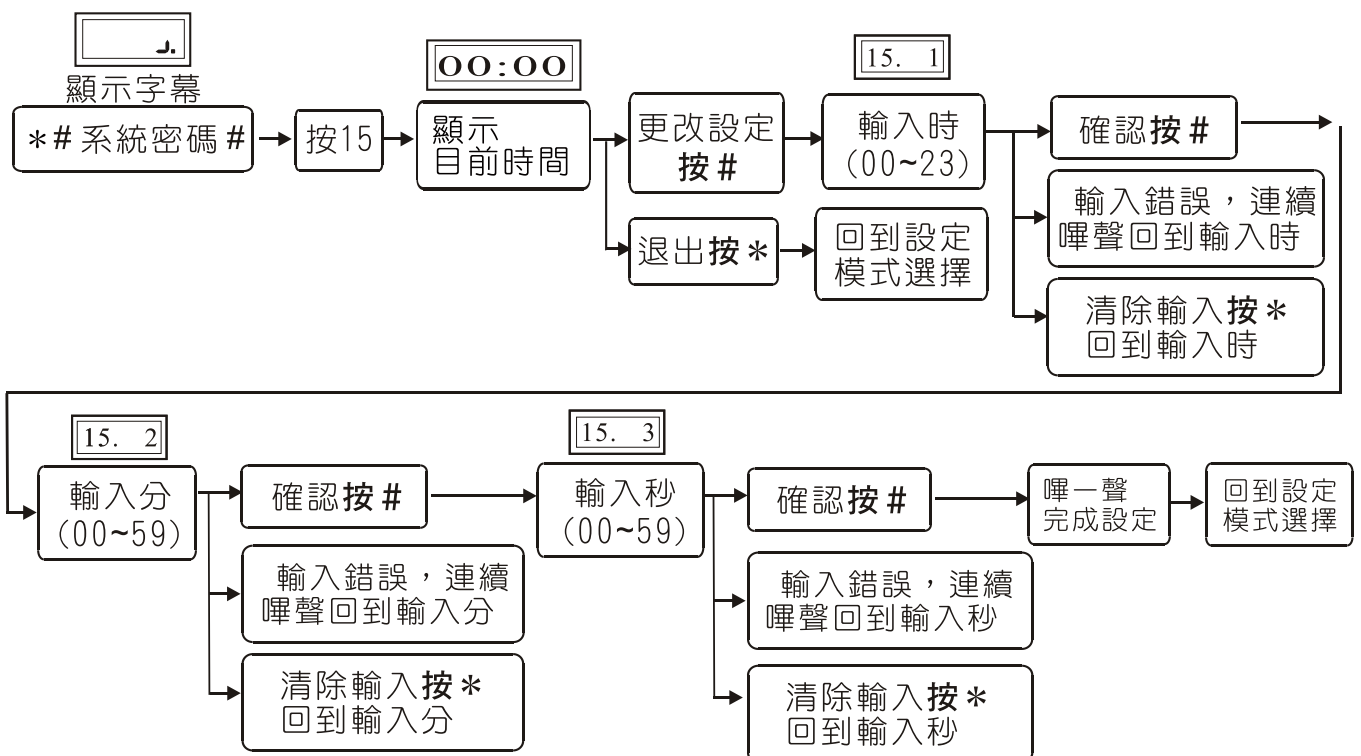 顯示字幕
*# 系統密碼 #
按15
00:00
顯示
目前時間
更改設定
按 #
退出按 *
回到設定
模式選擇
15. 1
輸入時
(00~23)
確認按 #
輸入錯誤，連續
嗶聲回到輸入時
清除輸入按 *
回到輸入時
15. 2
輸入分
(00~59)
確認按 #
輸入錯誤，連續
嗶聲回到輸入分
清除輸入按 *
回到輸入分
15. 3
輸入秒
(00~59)
確認按 #
輸入錯誤，連續
嗶聲回到輸入秒
清除輸入按 *
回到輸入秒
嗶一聲
完成設定
回到設定
模式選擇